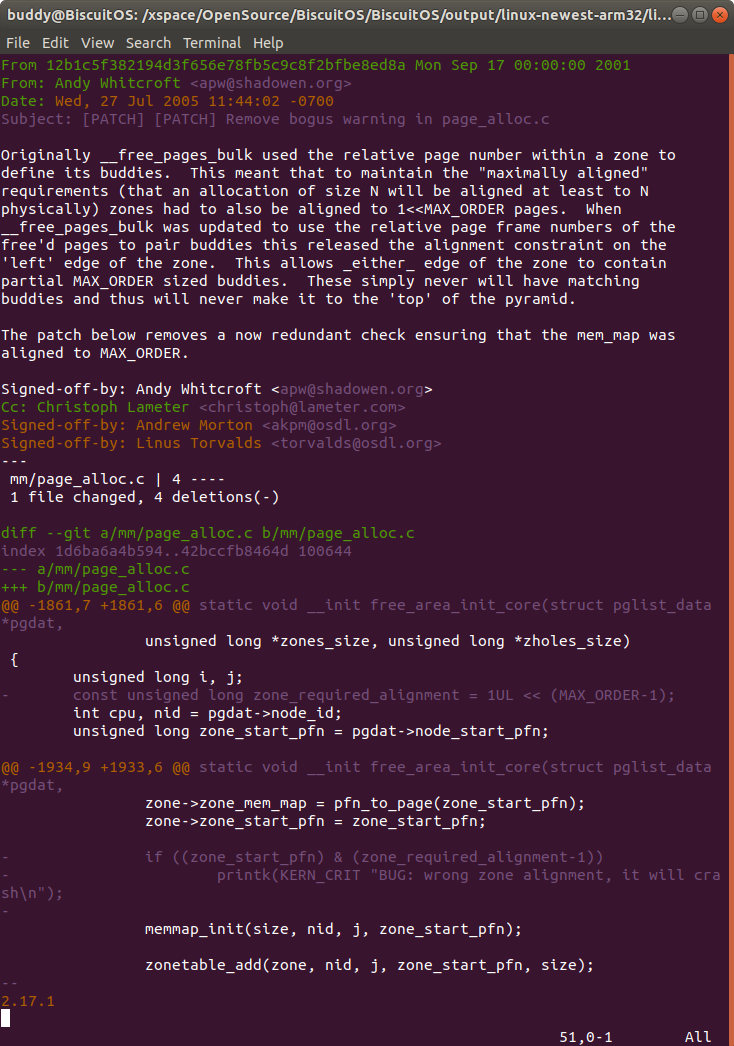 buddy@BiscuitOS: /xspace/OpenSource/BiscuitOS/BiscuitOS/output/linux-newest-arm32/li...
File Edit View Search Terminal Help
From 12b1c5f382194d3f656e78fb5c9c8f2bfbe8ed8a Mon Sep 17 00:00:00 2001
From: Andy Whitcroft <apw@shadowen.org>
Date: Wed, 27 Jul 2005 11:44:02 -0700
Subject: [PATCH] [PATCH] Remove bogus warning in page_alloc.c

Originally __free_pages_bulk used the relative page number within a zone to
define its buddies.  This meant that to maintain the "maximally aligned"
requirements (that an allocation of size N will be aligned at least to N
physically) zones had to also be aligned to 1<<MAX_ORDER pages.  When
__free_pages_bulk was updated to use the relative page frame numbers of the
free'd pages to pair buddies this released the alignment constraint on the
'left' edge of the zone.  This allows _either_ edge of the zone to contain
partial MAX_ORDER sized buddies.  These simply never will have matching
buddies and thus will never make it to the 'top' of the pyramid.

The patch below removes a now redundant check ensuring that the mem_map was
aligned to MAX_ORDER.

Signed-off-by: Andy Whitcroft <apw@shadowen.org>
Cc: Christoph Lameter <christoph@lameter.com>
Signed-off-by: Andrew Morton <akpm@osdl.org>
Signed-off-by: Linus Torvalds <torvalds@osdl.org>
---
 mm/page_alloc.c | 4 ----
 1 file changed, 4 deletions(-)

diff --git a/mm/page_alloc.c b/mm/page_alloc.c
index 1d6ba6a4b594..42bccfb8464d 100644
--- a/mm/page_alloc.c
+++ b/mm/page_alloc.c
@@ -1861,7 +1861,6 @@ static void __init free_area_init_core(struct pglist_data
*pgdat,
                unsigned long *zones_size, unsigned long *zholes_size)
 {
        unsigned long i, j;
-       const unsigned long zone_required_alignment = 1UL << (MAX_ORDER-1);
        int cpu, nid = pgdat->node_id;
        unsigned long zone_start_pfn = pgdat->node_start_pfn;

@@ -1934,9 +1933,6 @@ static void __init free_area_init_core(struct pglist_data
*pgdat,
                zone->zone_mem_map = pfn_to_page(zone_start_pfn);
                zone->zone_start_pfn = zone_start_pfn;

-               if ((zone_start_pfn) & (zone_required_alignment-1))
-                       printk(KERN_CRIT "BUG: wrong zone alignment, it will cra
sh\n");
-
                memmap_init(size, nid, j, zone_start_pfn);

                zonetable_add(zone, nid, j, zone_start_pfn, size);
--
2.17.1
51,0-1 All